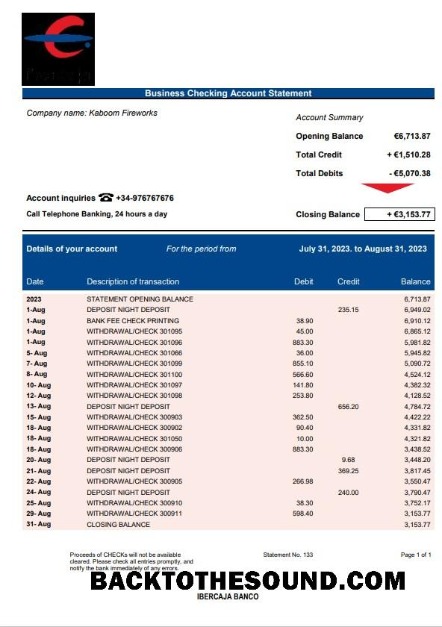 Business Checking Account Statement
Company name: Kaboom Fireworks
Account Summary
Opening Balance €6,713.87
Total Credit + €1,510.28
Total Debits - €5,070.38
Account inquiries ☎ +34-976767676
Call Telephone Banking, 24 hours a day
Closing Balance + €3,153.77
Details of your account For the period from July 31, 2023. to August 31, 2023
Date Description of transaction Debit Credit Balance
2023 STATEMENT OPENING BALANCE 6,713.87
1-Aug DEPOSIT NIGHT DEPOSIT 235.15 6,949.02
1-Aug BANK FEE CHECK PRINTING 38.90 6,910.12
1-Aug WITHDRAWAL/CHECK 301095 45.00 6,865.12
1-Aug WITHDRAWAL/CHECK 301096 883.30 5,981.82
5- Aug WITHDRAWAL/CHECK 301066 36.00 5,945.82
7- Aug WITHDRAWAL/CHECK 301099 855.10 5,090.72
8- Aug WITHDRAWAL/CHECK 301100 566.60 4,524.12
10- Aug WITHDRAWAL/CHECK 301097 141.80 4,382.32
12- Aug WITHDRAWAL/CHECK 301098 253.80 4,128.52
13- Aug DEPOSIT NIGHT DEPOSIT 656.20 4,784.72
15- Aug WITHDRAWAL/CHECK 300903 362.50 4,422.22
18- Aug WITHDRAWAL/CHECK 300902 90.40 4,331.82
18- Aug WITHDRAWAL/CHECK 301050 10.00 4,321.82
18- Aug WITHDRAWAL/CHECK 300906 883.30 3,438.52
20- Aug DEPOSIT NIGHT DEPOSIT 9.68 3,448.20
21- Aug DEPOSIT NIGHT DEPOSIT 369.25 3,817.45
22- Aug WITHDRAWAL/CHECK 300905 266.98 3,550.47
24- Aug DEPOSIT NIGHT DEPOSIT 240.00 3,790.47
25- Aug WITHDRAWAL/CHECK 300910 38.30 3,752.17
29- Aug WITHDRAWAL/CHECK 300911 598.40 3,153.77
31- Aug CLOSING BALANCE 3,153.77
Proceeds of CHECKs will not be available
cleared. Please check all entries promptly, and
notify the bank immediately of any errors.
Statement No. 133
Page 1 of 1
BACKTOTHESOUND.COM
IBERCAJA BANCO